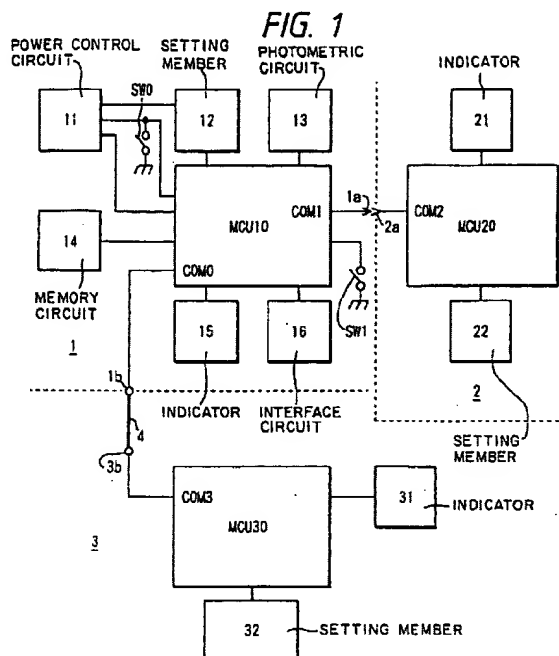 FIG. 1
POWER CONTROL
CIRCUIT
SETTING
MEMBER
PHOTOMETRIC
CIRCUIT
INDICATOR
SW0
11
12
13
21
1a
COM1
COM2
2a
MCU10
MCU20
14
COM0
SW1
MEMORY
CIRCUIT
15
16
22
1
1b
INDICATOR
INTERFACE
CIRCUIT
2
4
SETTING
MEMBER
3b
COM3
31
INDICATOR
MCU30
3
32
SETTING MEMBER